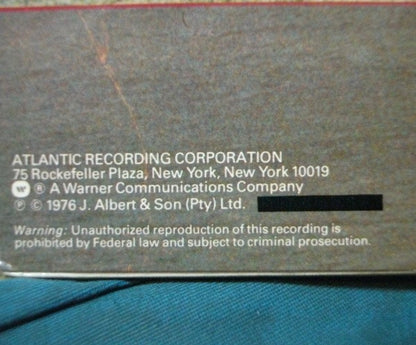 ATLANTIC RECORDING CORPORATION
75 Rockefeller Plaza, New York, New York 10019
W ® A Warner Communications Company
℗ © 1976 J. Albert & Son (Pty) Ltd.
Warning: Unauthorized reproduction of this recording is
prohibited by Federal law and subject to criminal prosecution.